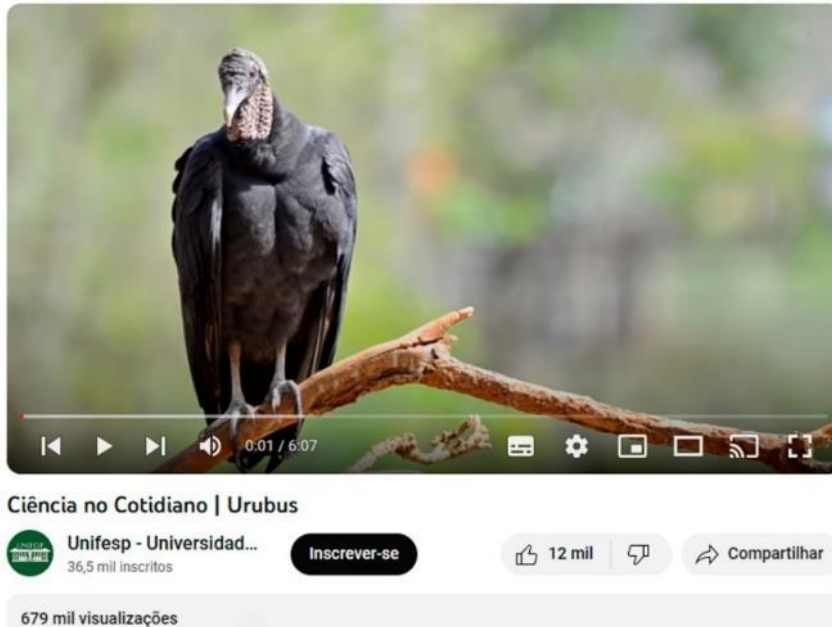 0:01 / 6:07
Ciência no Cotidiano | Urubus
Unifesp - Universidad...
36,5 mil inscritos
Inscrever-se
12 mil
Compartilhar
679 mil visualizações